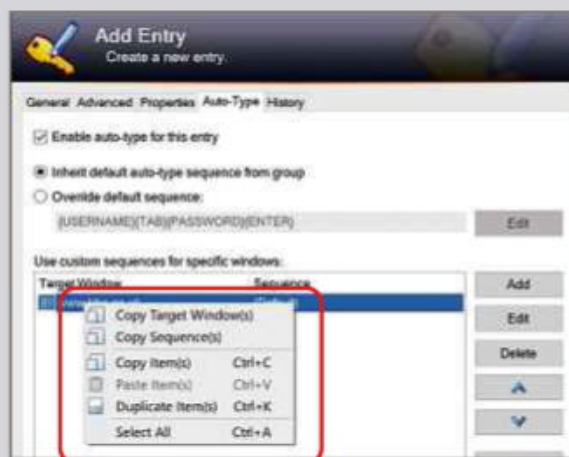 Add Entry
Create a new entry.
General Advanced Properties Auto-Type History
Enable auto-type for this entry
Inherit default auto-type sequence from group
Override default sequence:
{USERNAME}{TAB}{PASSWORD}{ENTER}
Edit
Use custom sequences for specific windows:
Target Window Sequence
Add
Copy Target Window(s)
Copy Sequence(s)
Edit
Copy Item(s) Ctrl+C
Delete
Paste Item(s) Ctrl+V
Duplicate Item(s) Ctrl+K
Select All Ctrl+A